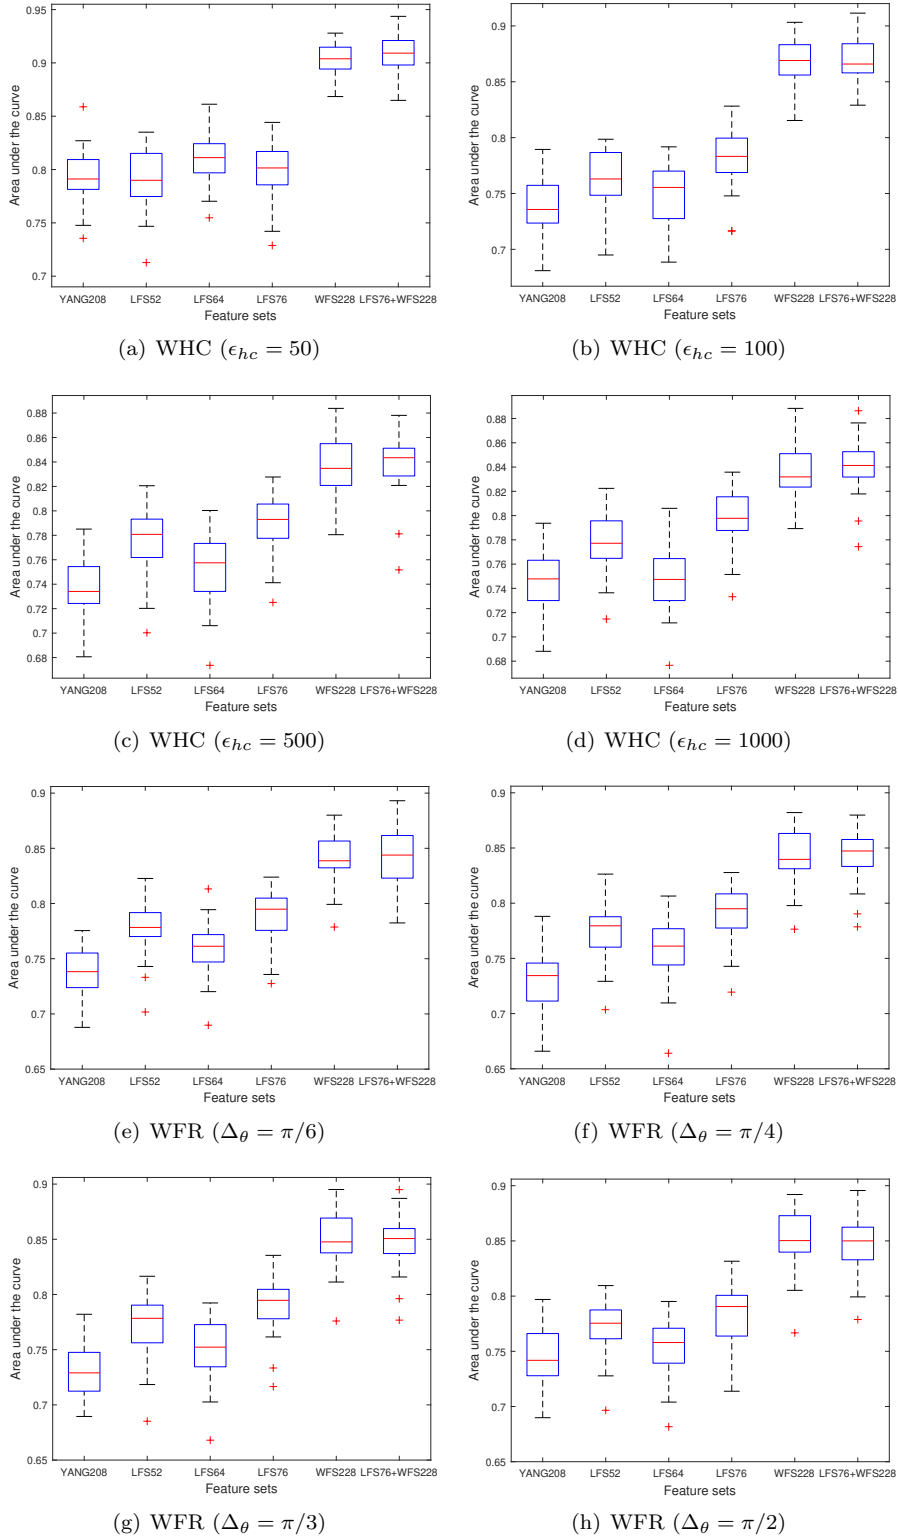 0.95
0.9
0.85
0.8
0.75
0.7
Area under the curve
YANG208 LFS52 LFS64 LFS76 WFS228 LFS76+WFS228
Feature sets
(a) WHC (ϵhc = 50)
0.9
0.85
0.8
0.75
0.7
Area under the curve
YANG208 LFS52 LFS64 LFS76 WFS228 LFS76+WFS228
Feature sets
(b) WHC (ϵhc = 100)
0.88
0.86
0.84
0.82
0.8
0.78
0.76
0.74
0.72
0.7
0.68
Area under the curve
YANG208 LFS52 LFS64 LFS76 WFS228 LFS76+WFS228
Feature sets
(c) WHC (ϵhc = 500)
0.88
0.86
0.84
0.82
0.8
0.78
0.76
0.74
0.72
0.7
0.68
Area under the curve
YANG208 LFS52 LFS64 LFS76 WFS228 LFS76+WFS228
Feature sets
(d) WHC (ϵhc = 1000)
0.9
0.85
0.8
0.75
0.7
0.65
Area under the curve
YANG208 LFS52 LFS64 LFS76 WFS228 LFS76+WFS228
Feature sets
(e) WFR (Δθ = π/6)
0.9
0.85
0.8
0.75
0.7
0.65
Area under the curve
YANG208 LFS52 LFS64 LFS76 WFS228 LFS76+WFS228
Feature sets
(f) WFR (Δθ = π/4)
0.9
0.85
0.8
0.75
0.7
0.65
Area under the curve
YANG208 LFS52 LFS64 LFS76 WFS228 LFS76+WFS228
Feature sets
(g) WFR (Δθ = π/3)
0.9
0.85
0.8
0.75
0.7
0.65
Area under the curve
YANG208 LFS52 LFS64 LFS76 WFS228 LFS76+WFS228
Feature sets
(h) WFR (Δθ = π/2)